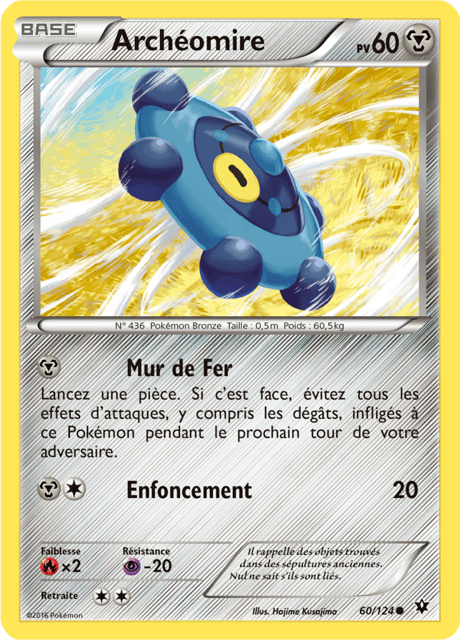 BASE
Archéomire
PV60
N° 436 Pokémon Bronze Taille : 0,5m Poids : 60,5kg
Mur de Fer
Lancez une pièce. Si c'est face, évitez tous les
effets d'attaques, y compris les dégâts, infligés à
ce Pokémon pendant le prochain tour de votre
adversaire.
Enfoncement 20
Faiblesse
×2
Résistance
-20
Retraite
Il rappelle des objets trouvés
dans des sépultures anciennes.
Nul ne sait s'ils sont liés.
Illus. Hajime Kusajima
60/124
©2016 Pokémon